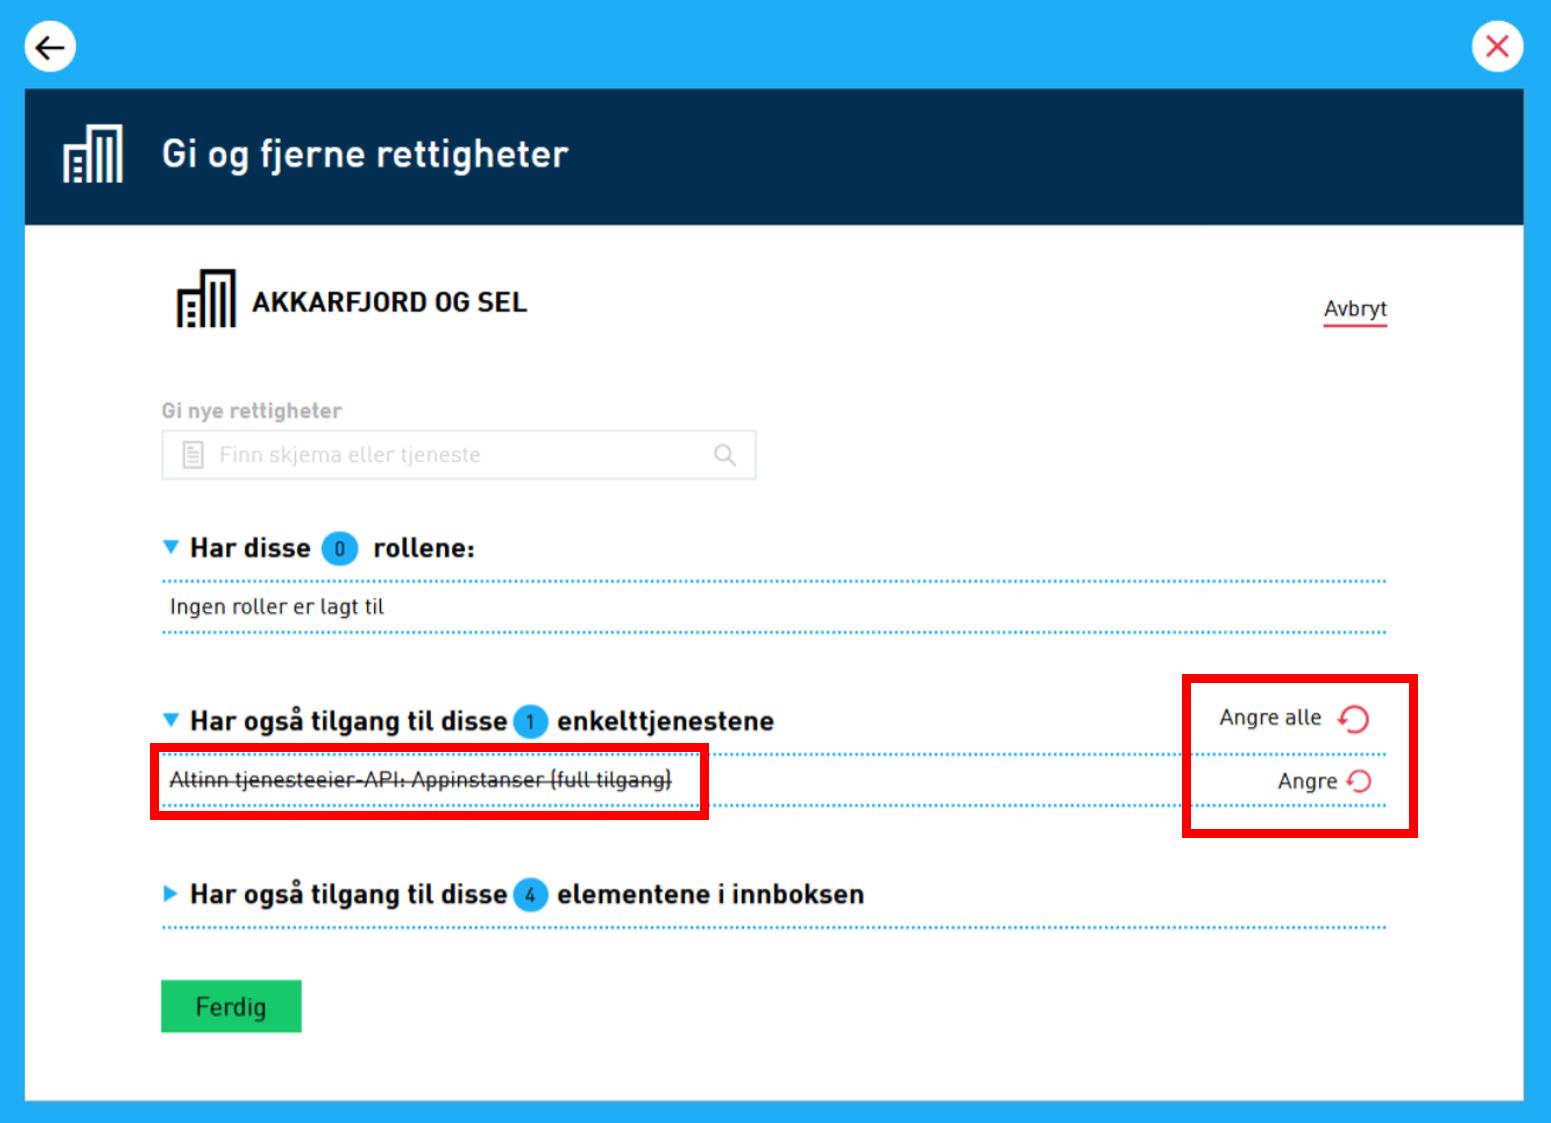 Gi og fjerne rettigheter
AKKARFJORD OG SEL
Avbryt
Gi nye rettigheter
Finn skjema eller tjeneste
Har disse 0 rollene:
Ingen roller er lagt til
Har også tilgang til disse 1 enkelttjenestene
Angre alle
Altinn tjenesteeier-API: Appinstanser (full tilgang)
Angre
Har også tilgang til disse 4 elementene i innboksen
Ferdig